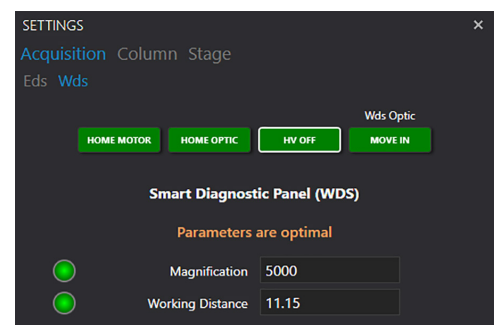 SETTINGS
Acquisition Column Stage
Eds Wds
Wds Optic
HOME MOTOR HOME OPTIC HV OFF MOVE IN
Smart Diagnostic Panel (WDS)
Parameters are optimal
Magnification 5000
Working Distance 11.15